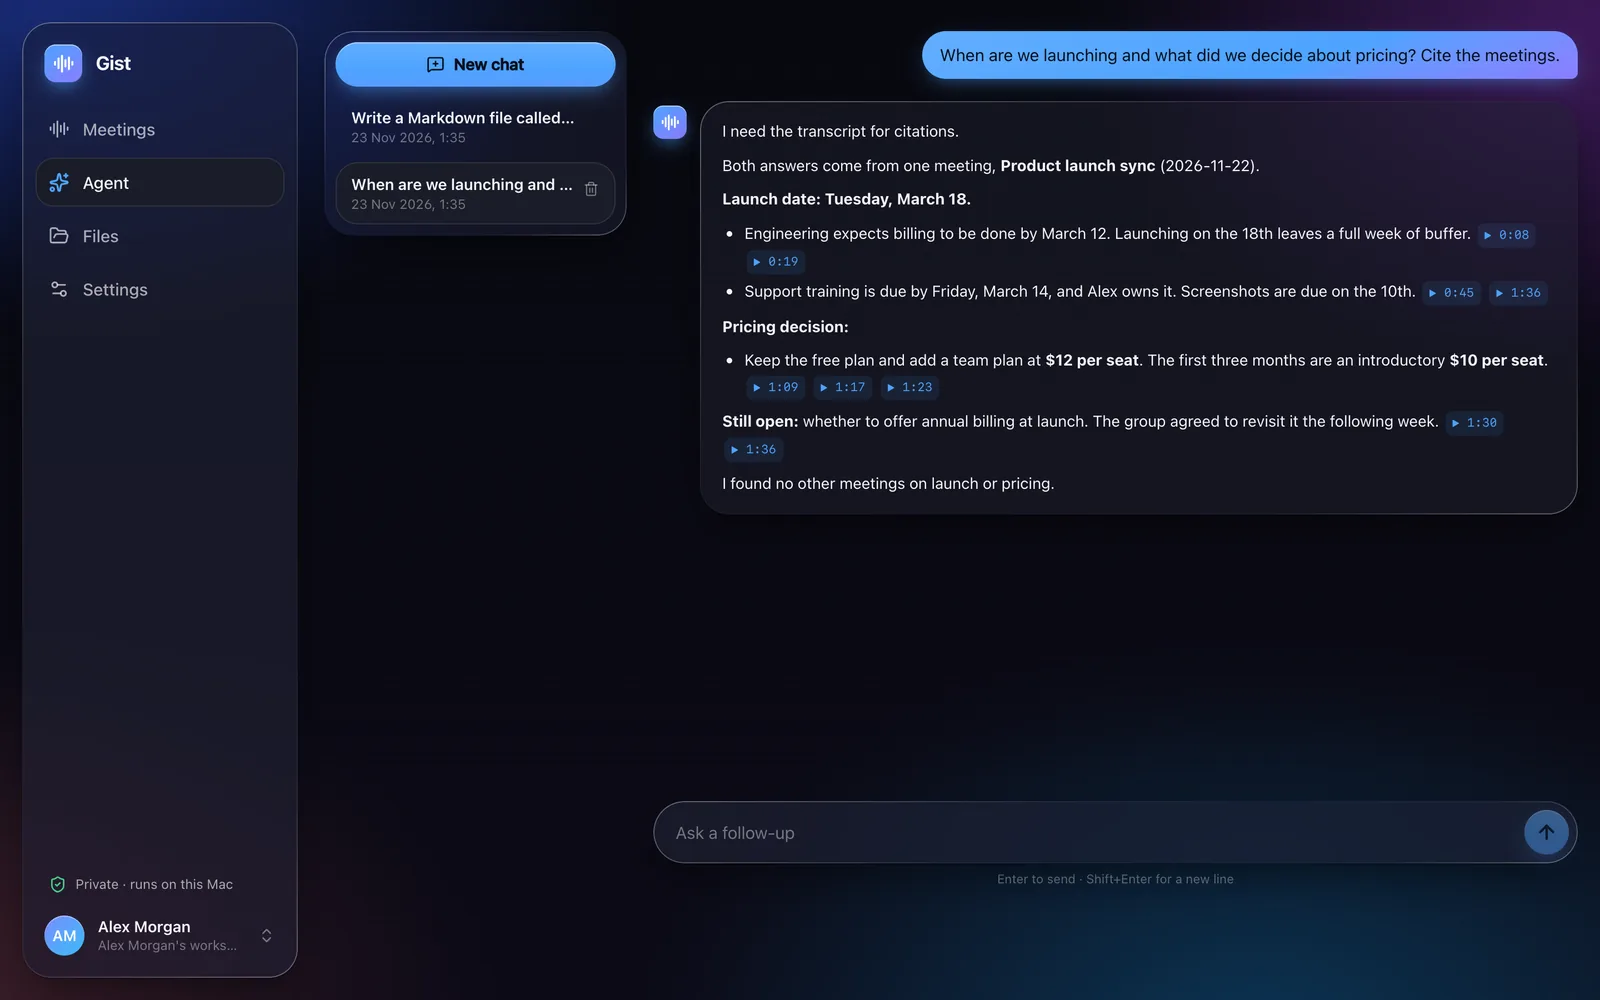 Gist
Meetings
Agent
Files
Settings
Private · runs on this Mac
AM
Alex Morgan
Alex Morgan's works...
New chat
Write a Markdown file called...
23 Nov 2026, 1:35
When are we launching and ...
23 Nov 2026, 1:35
When are we launching and what did we decide about pricing? Cite the meetings.
I need the transcript for citations.
Both answers come from one meeting, Product launch sync (2026-11-22).
Launch date: Tuesday, March 18.
• Engineering expects billing to be done by March 12. Launching on the 18th leaves a full week of buffer. ▶ 0:08
▶ 0:19
• Support training is due by Friday, March 14, and Alex owns it. Screenshots are due on the 10th. ▶ 0:45 ▶ 1:36
Pricing decision:
• Keep the free plan and add a team plan at $12 per seat. The first three months are an introductory $10 per seat.
▶ 1:09 ▶ 1:17 ▶ 1:23
Still open: whether to offer annual billing at launch. The group agreed to revisit it the following week. ▶ 1:30
▶ 1:36
I found no other meetings on launch or pricing.
Ask a follow-up
Enter to send · Shift+Enter for a new line